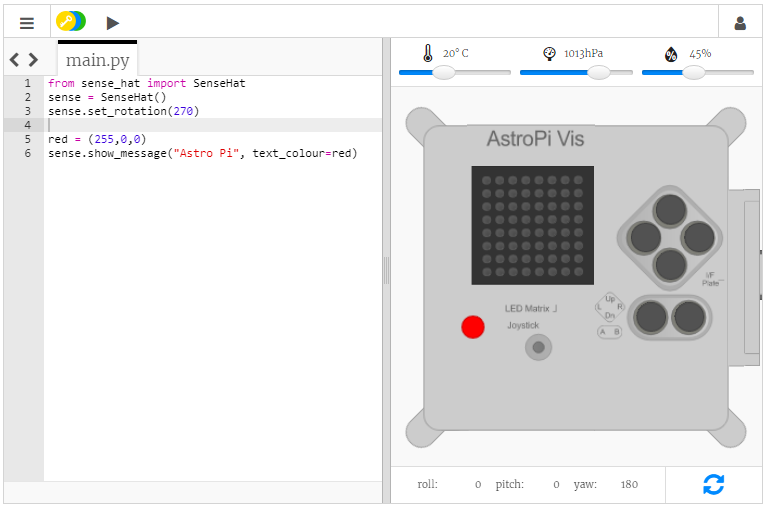 main.py
1 from sense_hat import SenseHat
2 sense = SenseHat()
3 sense.set_rotation(270)
4
5 red = (255,0,0)
6 sense.show_message("Astro Pi", text_colour=red)
20° C 1013hPa 45%
AstroPi Vis
I/F
Plate
LED Matrix
Up
L R
Dn
Joystick
A B
roll: 0 pitch: 0 yaw: 180